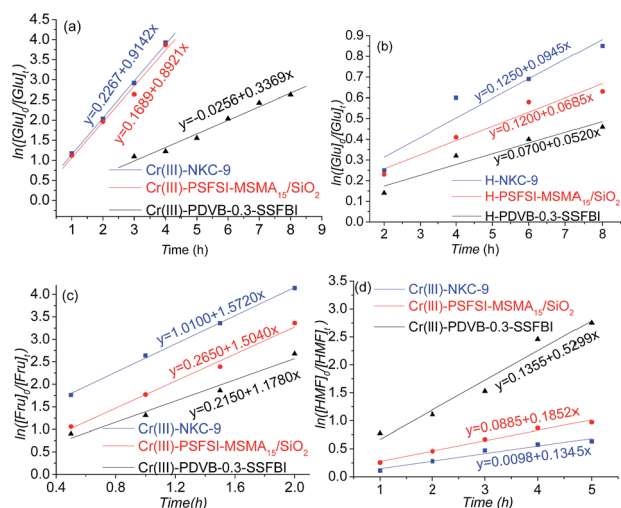 (a)
ln([Glu]₀/[Glu]ₜ)
5.0
4.5
4.0
3.5
3.0
2.5
2.0
1.5
1.0
0.5
0.0
y=0.2267+0.9142x
y=0.1689+0.8921x
y=-0.0256+0.3369x
Cr(III)-NKC-9
Cr(III)-PSFSI-MSMA₁₅/SiO₂
Cr(III)-PDVB-0.3-SSFBI
1 2 3 4 5 6 7 8 9
Time (h)
(b)
ln([Glu]₀/[Glu]ₜ)
1.0
0.9
0.8
0.7
0.6
0.5
0.4
0.3
0.2
0.1
0.0
y=0.1250+0.0945x
y=0.1200+0.0685x
y=0.0700+0.0520x
H-NKC-9
H-PSFSI-MSMA₁₅/SiO₂
H-PDVB-0.3-SSFBI
2 4 6 8
Time (h)
(c)
ln([Fru]₀/[Fru]ₜ)
4.0
3.5
3.0
2.5
2.0
1.5
1.0
0.5
0.0
y=1.0100+1.5720x
y=0.2650+1.5040x
y=0.2150+1.1780x
Cr(III)-NKC-9
Cr(III)-PSFSI-MSMA₁₅/SiO₂
Cr(III)-PDVB-0.3-SSFBI
0.4 0.8 1.2 1.6 2.0
Time(h)
(d)
ln([HMF]₀/[HMF]ₜ)
3.0
2.5
2.0
1.5
1.0
0.5
0.0
Cr(III)-NKC-9
Cr(III)-PSFSI-MSMA₁₅/SiO₂
Cr(III)-PDVB-0.3-SSFBI
y=0.1355+0.5299x
y=0.0885+0.1852x
y=0.0098+0.1345x
1 2 3 4 5
Time (h)